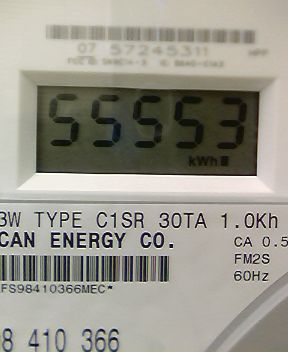 07 57245311
55553
kWh
3W TYPE C1SR 30TA 1.0Kh
CAN ENERGY CO.
CA 0.5
FM2S
60Hz
FS98410366MEC*
98 410 366